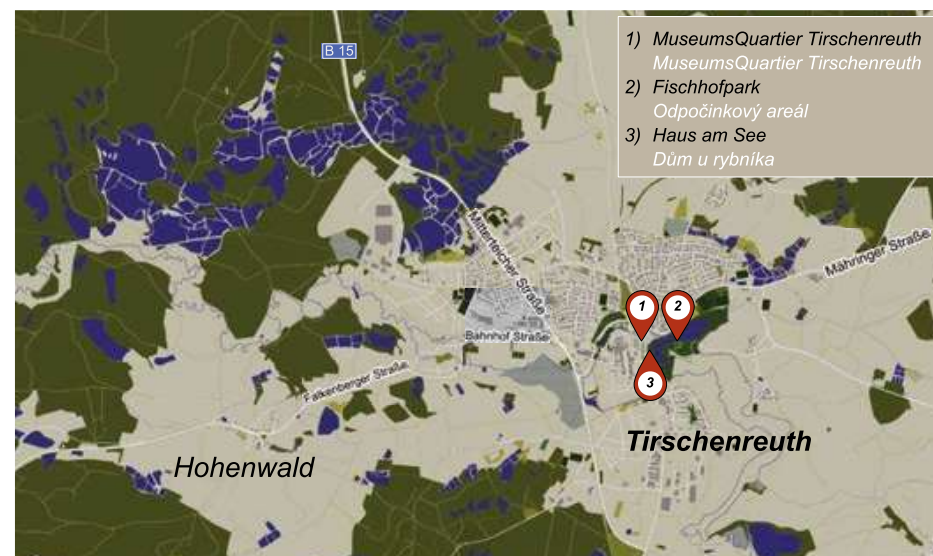 B 15
1) MuseumsQuartier Tirschenreuth
MuseumsQuartier Tirschenreuth
2) Fischhofpark
Odpočinkový areál
3) Haus am See
Dům u rybníka
Mitterteicher Straße
Mähringer Straße
1
2
Bahnhof Straße
Falkenberger Straße
3
Tirschenreuth
Hohenwald